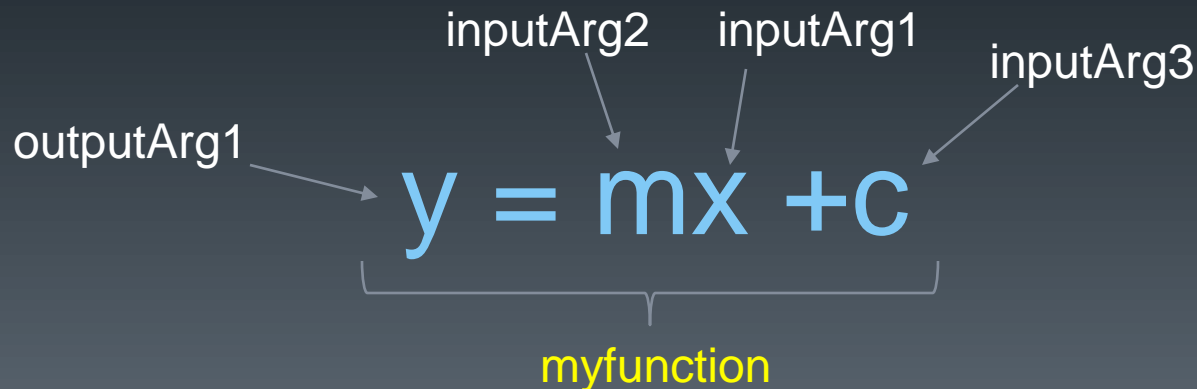 inputArg2 inputArg1
inputArg3
outputArg1
y = mx +c
myfunction